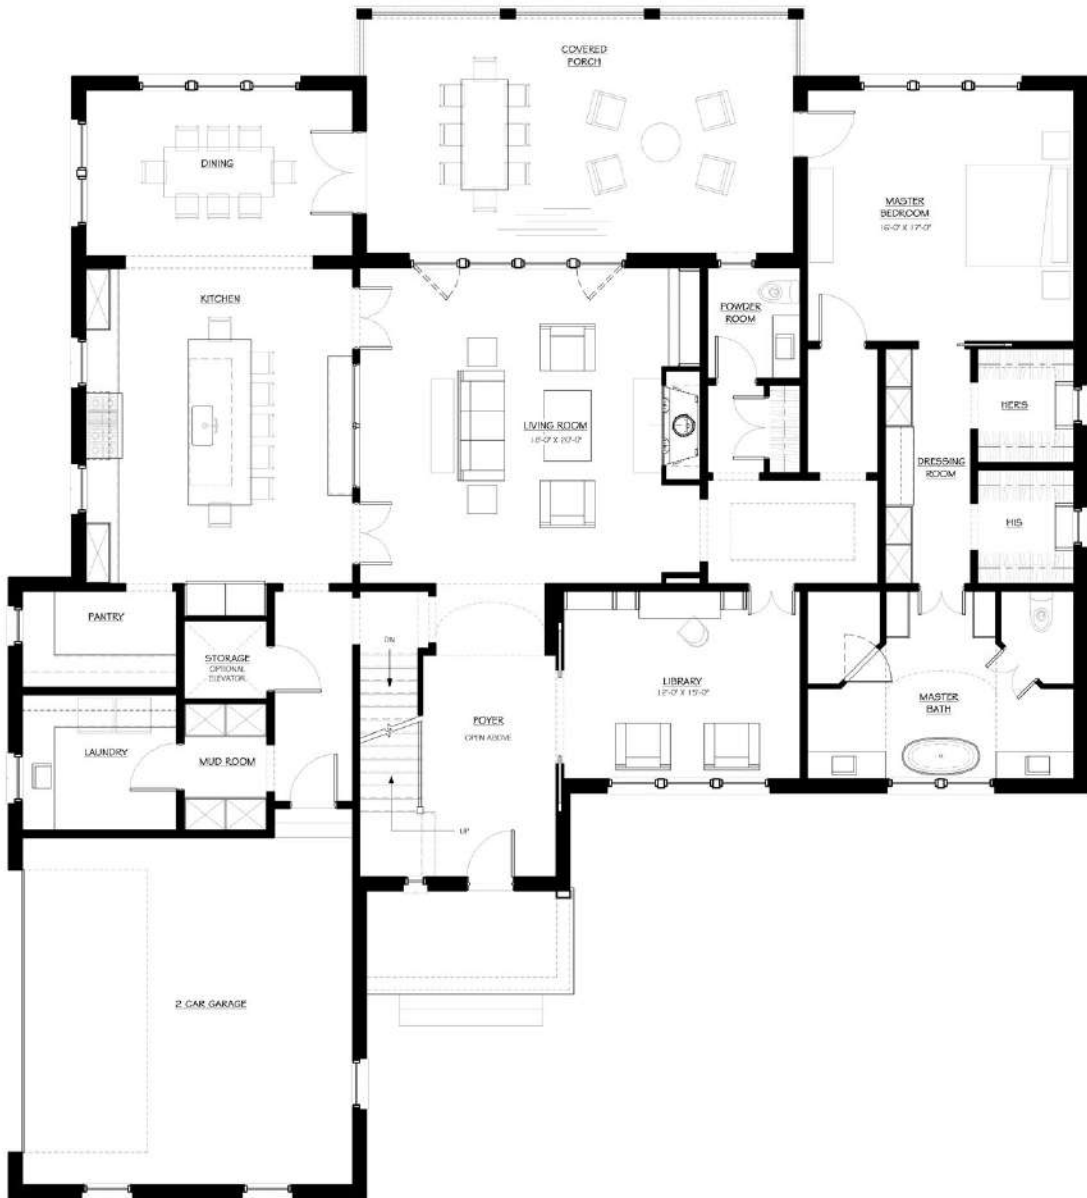 COVERED
PORCH
DINING
MASTER
BEDROOM
16'-0" X 17'-0"
KITCHEN
POWDER
ROOM
LIVING ROOM
18'-0" X 20'-0"
HER'S
DRESSING
ROOM
HIS
PANTRY
DN
STORAGE
OPTIONAL
ELEVATOR
LIBRARY
12'-0" X 15'-0"
MASTER
BATH
FOYER
OPEN ABOVE
LAUNDRY
MUD ROOM
UP
2 CAR GARAGE